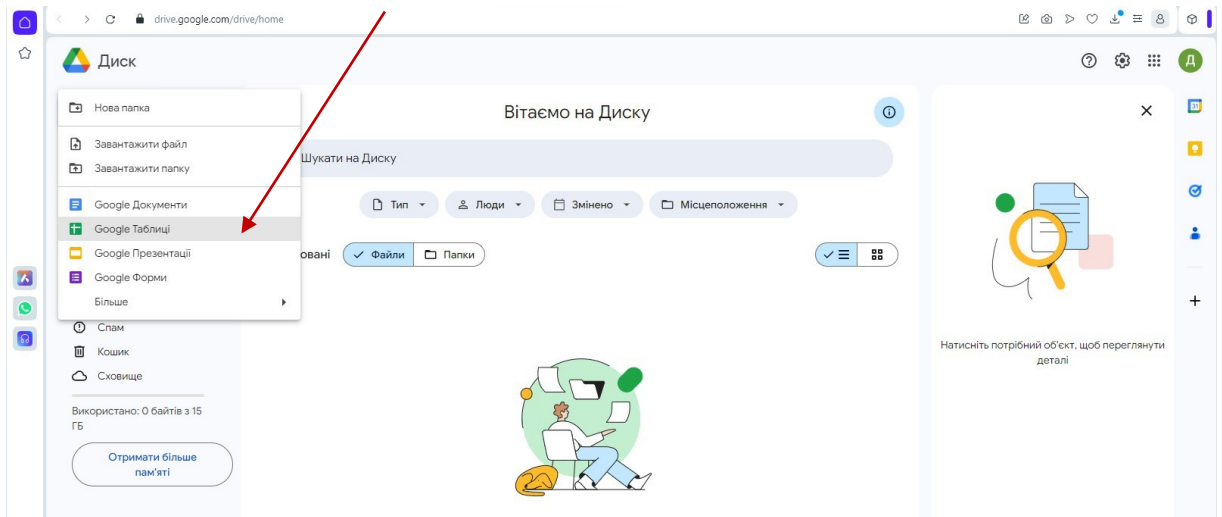 drive.google.com/drive/home
Диск
Д
Нова папка
Завантажити файл
Завантажити папку
Google Документи
Google Таблиці
Google Презентації
Google Форми
Більше
Спам
Кошик
Сховище
Використано: 0 байтів з 15
ГБ
Отримати більше
пам'яті
Вітаємо на Диску
Шукати на Диску
Тип
Люди
Змінено
Місцеположення
овані
Файли
Папки
Натисніть потрібний об'єкт, щоб переглянути
деталі
31